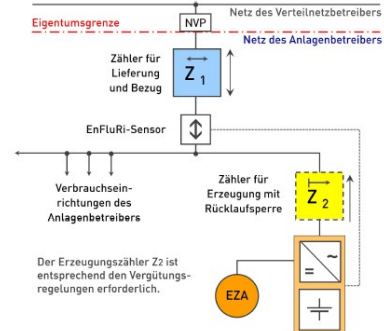 Netz des Verteilnetzbetreibers
NVP
Eigentumsgrenze
Netz des Anlagenbetreibers
Zähler für
Lieferung
und Bezug
Z 1
EnFluRi-Sensor
Verbrauchsein-
richtungen des
Anlagenbetreibers
Zähler für
Erzeugung mit
Rücklaufsperre
Z 2
Der Erzeugungszähler Z2 ist
entsprechend den Vergütungs-
regelungen erforderlich.
EZA
~
=